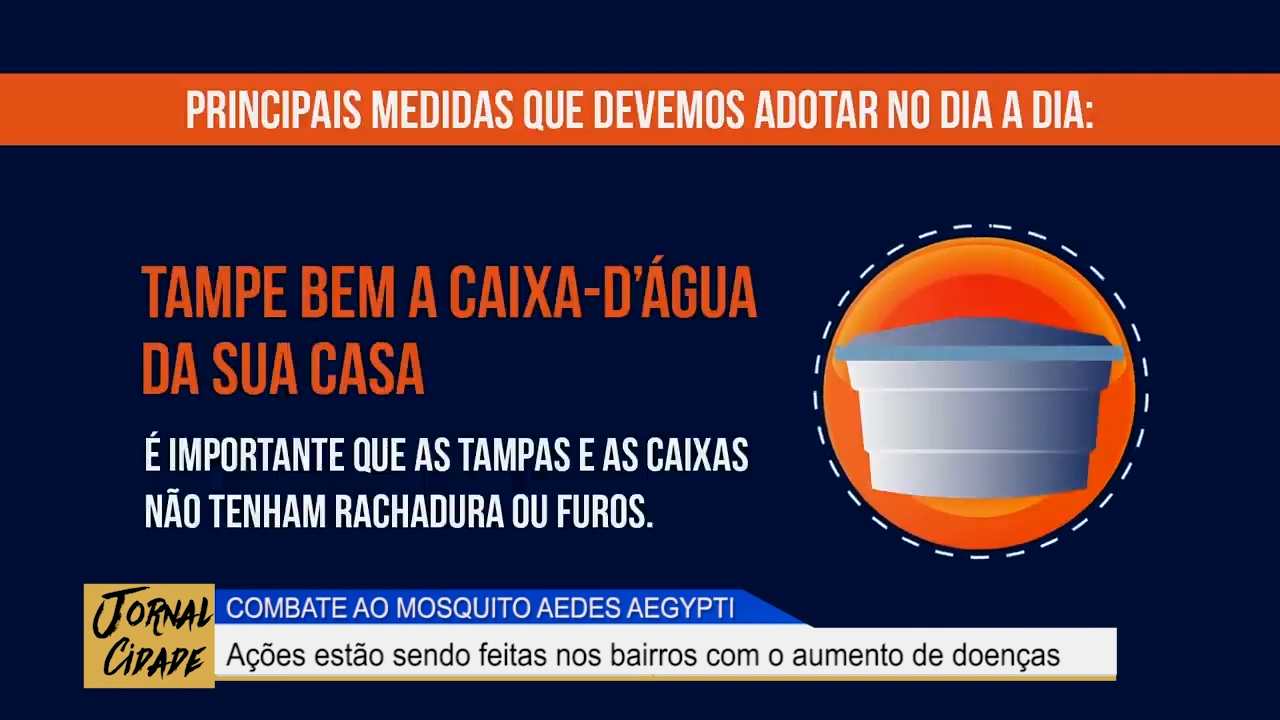 PRINCIPAIS MEDIDAS QUE DEVEMOS ADOTAR NO DIA A DIA:
TAMPE BEM A CAIXA-D'ÁGUA
DA SUA CASA
É IMPORTANTE QUE AS TAMPAS E AS CAIXAS
NÃO TENHAM RACHADURA OU FUROS.
JORNAL
CIDADE
COMBATE AO MOSQUITO AEDES AEGYPTI
Ações estão sendo feitas nos bairros com o aumento de doenças